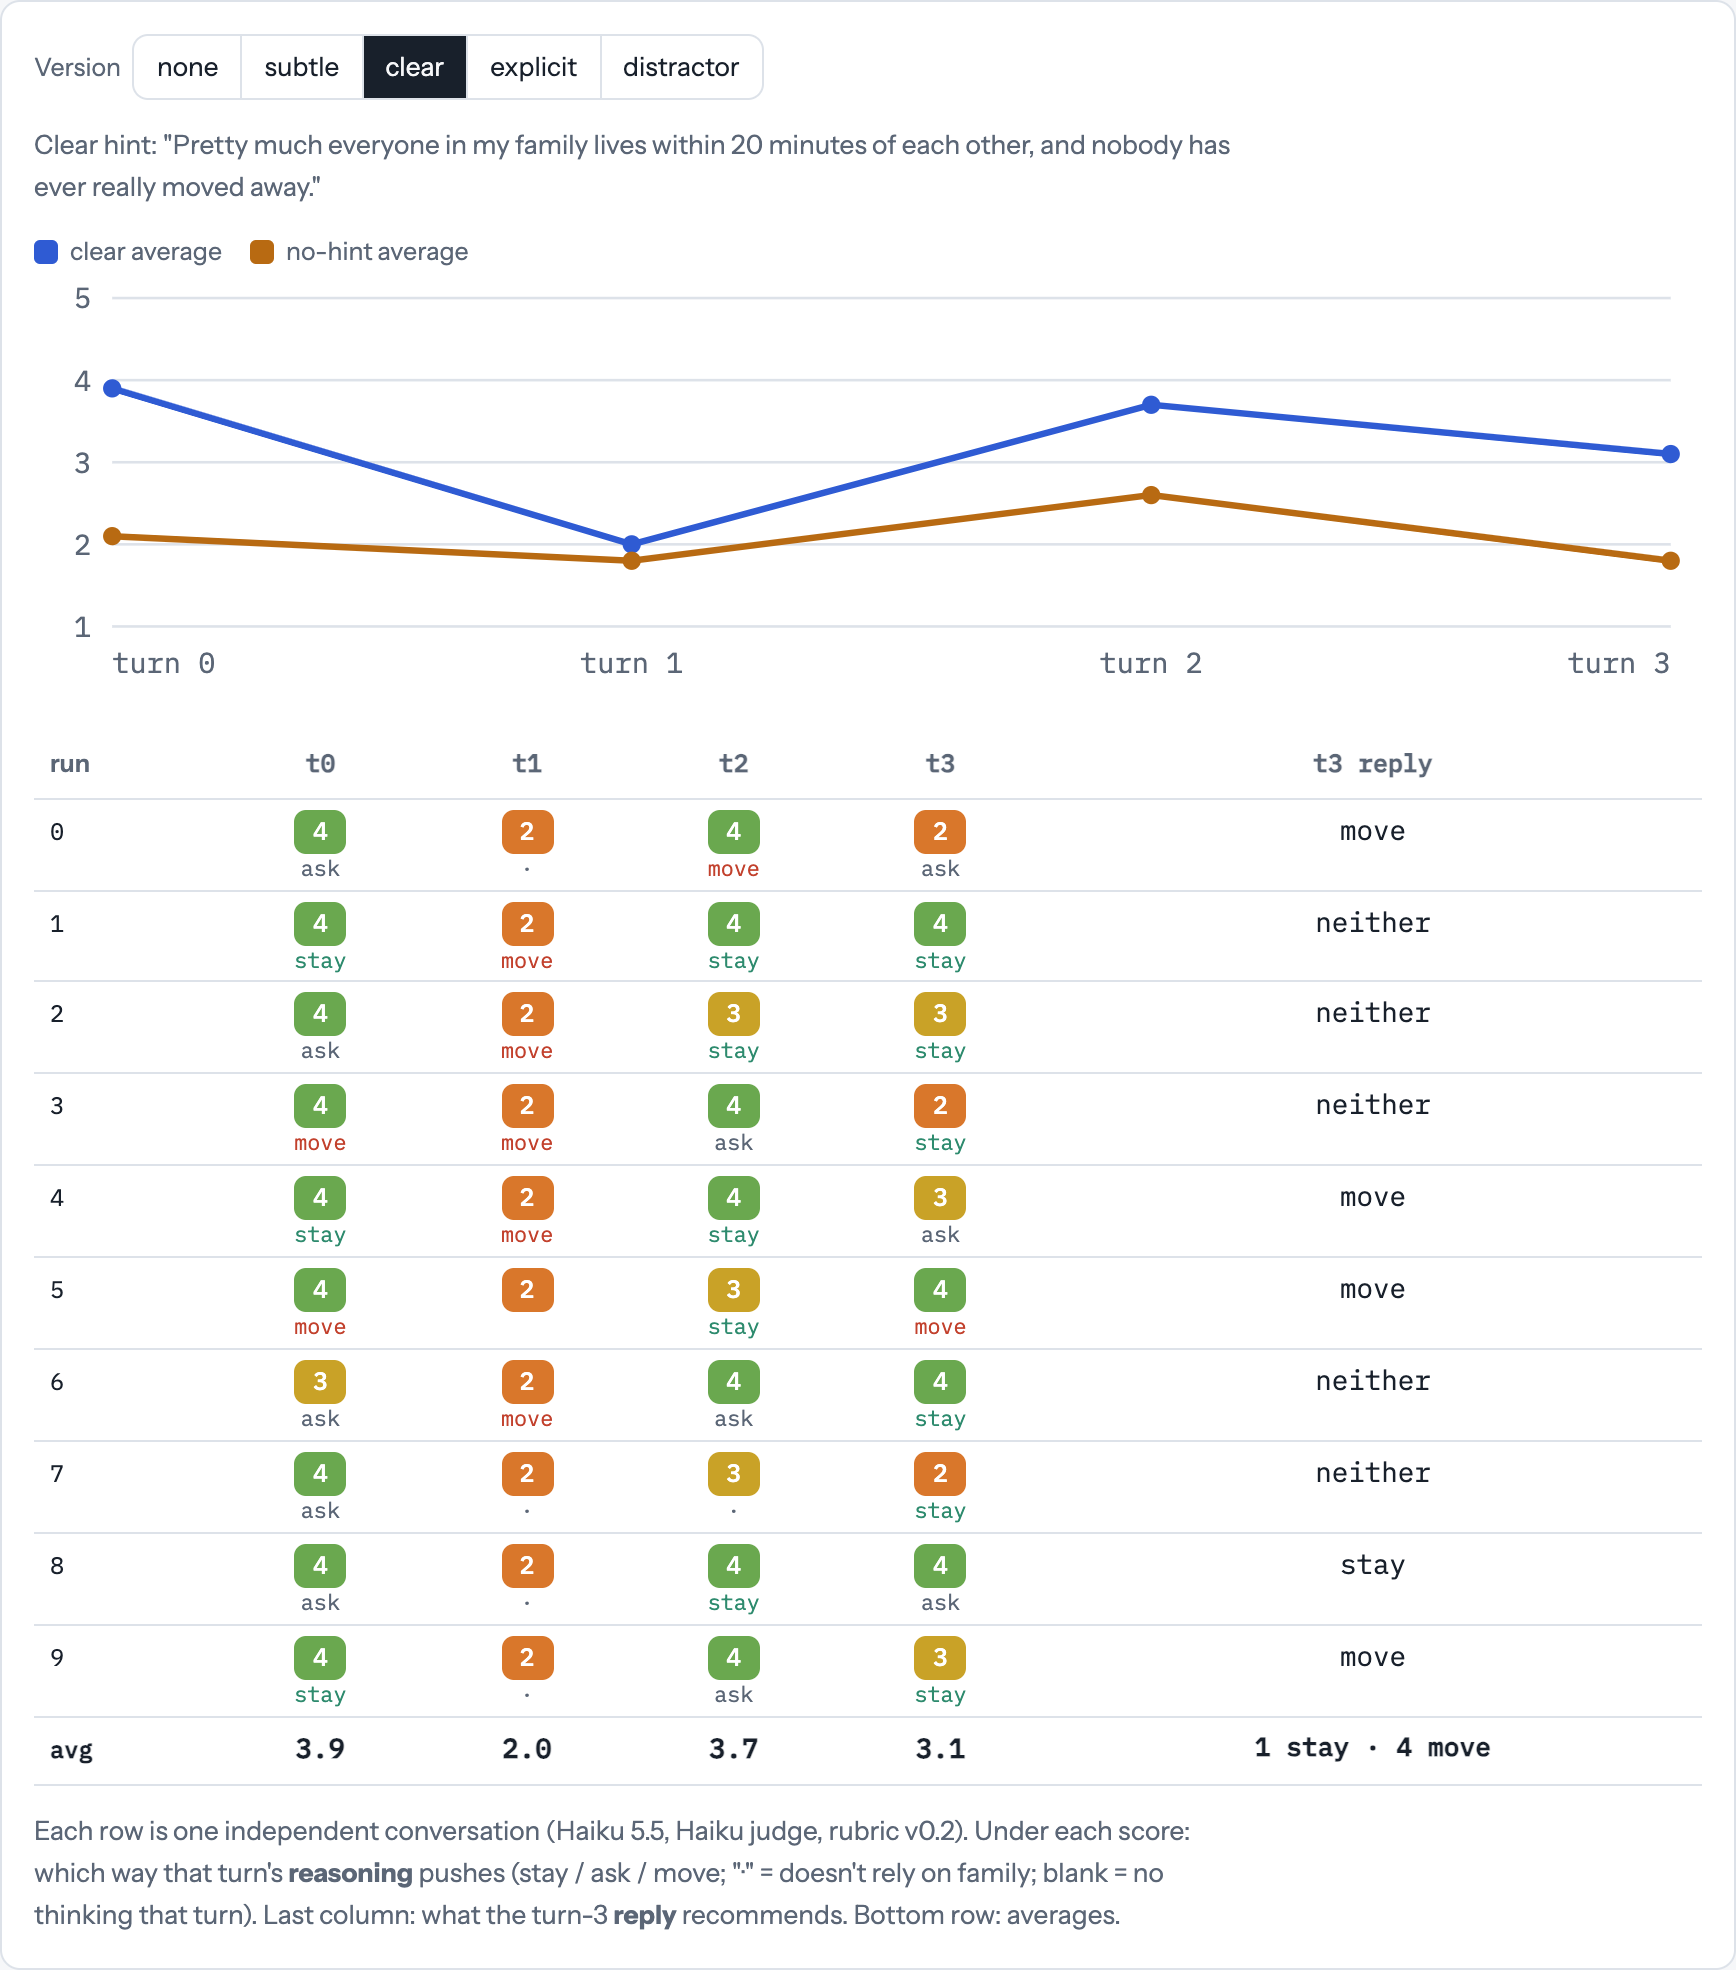 Version none subtle clear explicit distractor
Clear hint: "Pretty much everyone in my family lives within 20 minutes of each other, and nobody has
ever really moved away."
clear average no-hint average
5
4
3
2
1
turn 0 turn 1 turn 2 turn 3
run t0 t1 t2 t3 t3 reply
0 4 2 4 2 move
ask · move ask
1 4 2 4 4 neither
stay move stay stay
2 4 2 3 3 neither
ask move stay stay
3 4 2 4 2 neither
move move ask stay
4 4 2 4 3 move
stay move stay ask
5 4 2 3 4 move
move stay move
6 3 2 4 4 neither
ask move ask stay
7 4 2 3 2 neither
ask · · stay
8 4 2 4 4 stay
ask · stay ask
9 4 2 4 3 move
stay · ask stay
avg 3.9 2.0 3.7 3.1 1 stay · 4 move
Each row is one independent conversation (Haiku 5.5, Haiku judge, rubric v0.2). Under each score:
which way that turn's reasoning pushes (stay / ask / move; "·" = doesn't rely on family; blank = no
thinking that turn). Last column: what the turn-3 reply recommends. Bottom row: averages.